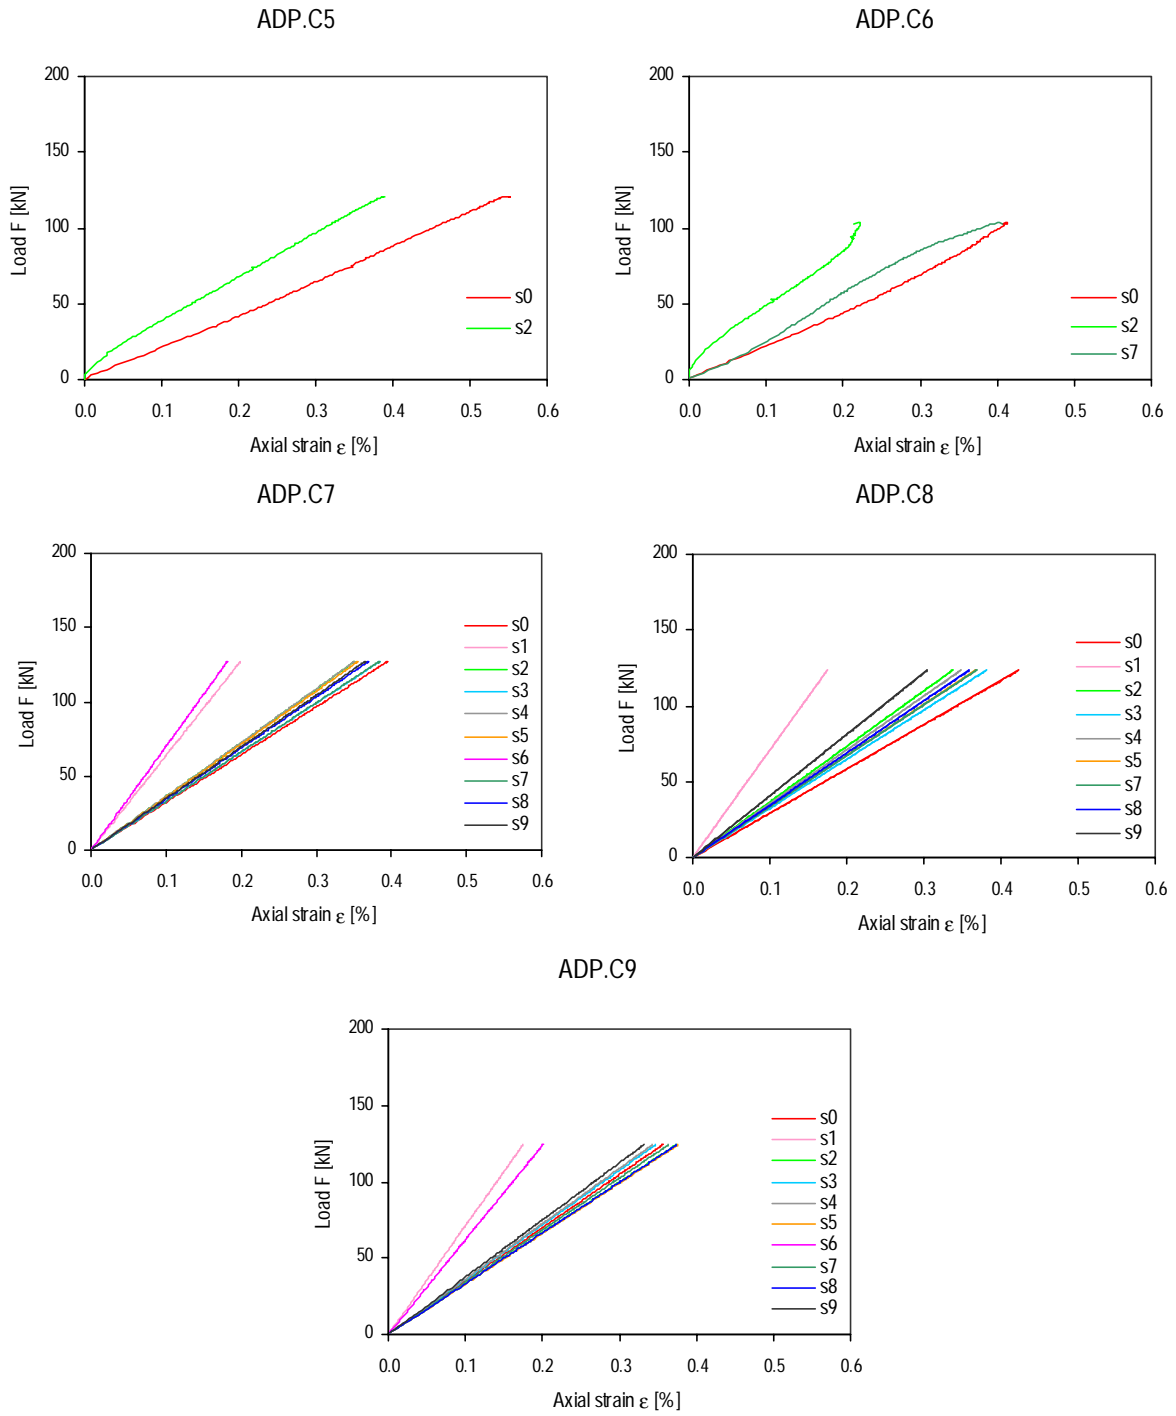 ADP.C5
200
150
100
50
0
Load F [kN]
s0
s2
0.0 0.1 0.2 0.3 0.4 0.5 0.6
Axial strain ε [%]
ADP.C6
200
150
100
50
0
Load F [kN]
s0
s2
s7
0.0 0.1 0.2 0.3 0.4 0.5 0.6
Axial strain ε [%]
ADP.C7
200
150
100
50
0
Load F [kN]
s0
s1
s2
s3
s4
s5
s6
s7
s8
s9
0.0 0.1 0.2 0.3 0.4 0.5 0.6
Axial strain ε [%]
ADP.C8
200
150
100
50
0
Load F [kN]
s0
s1
s2
s3
s4
s5
s7
s8
s9
0.0 0.1 0.2 0.3 0.4 0.5 0.6
Axial strain ε [%]
ADP.C9
200
150
100
50
0
Load F [kN]
s0
s1
s2
s3
s4
s5
s6
s7
s8
s9
0.0 0.1 0.2 0.3 0.4 0.5 0.6
Axial strain ε [%]